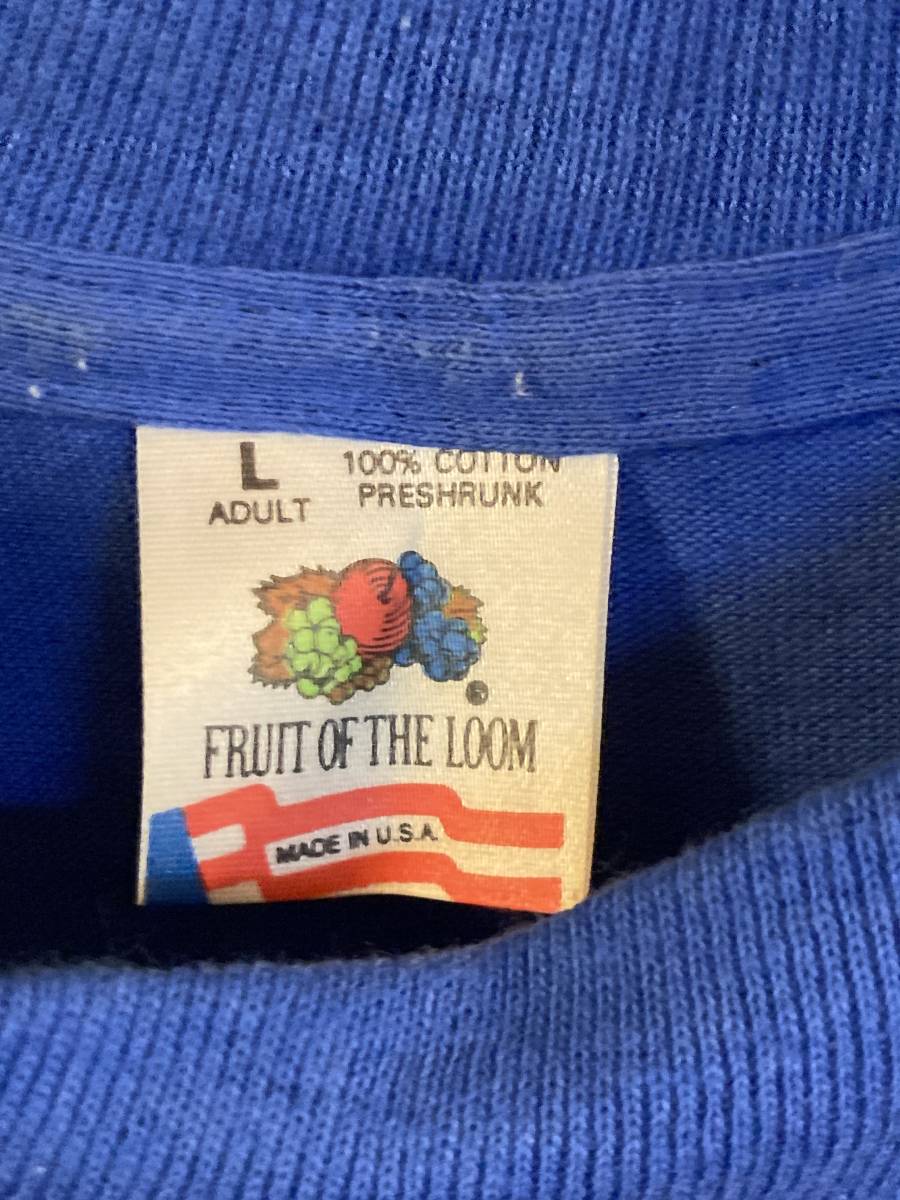 L
100% COTTON
ADULT
PRESHRUNK
®
FRUIT OF THE LOOM
MADE IN U.S.A.